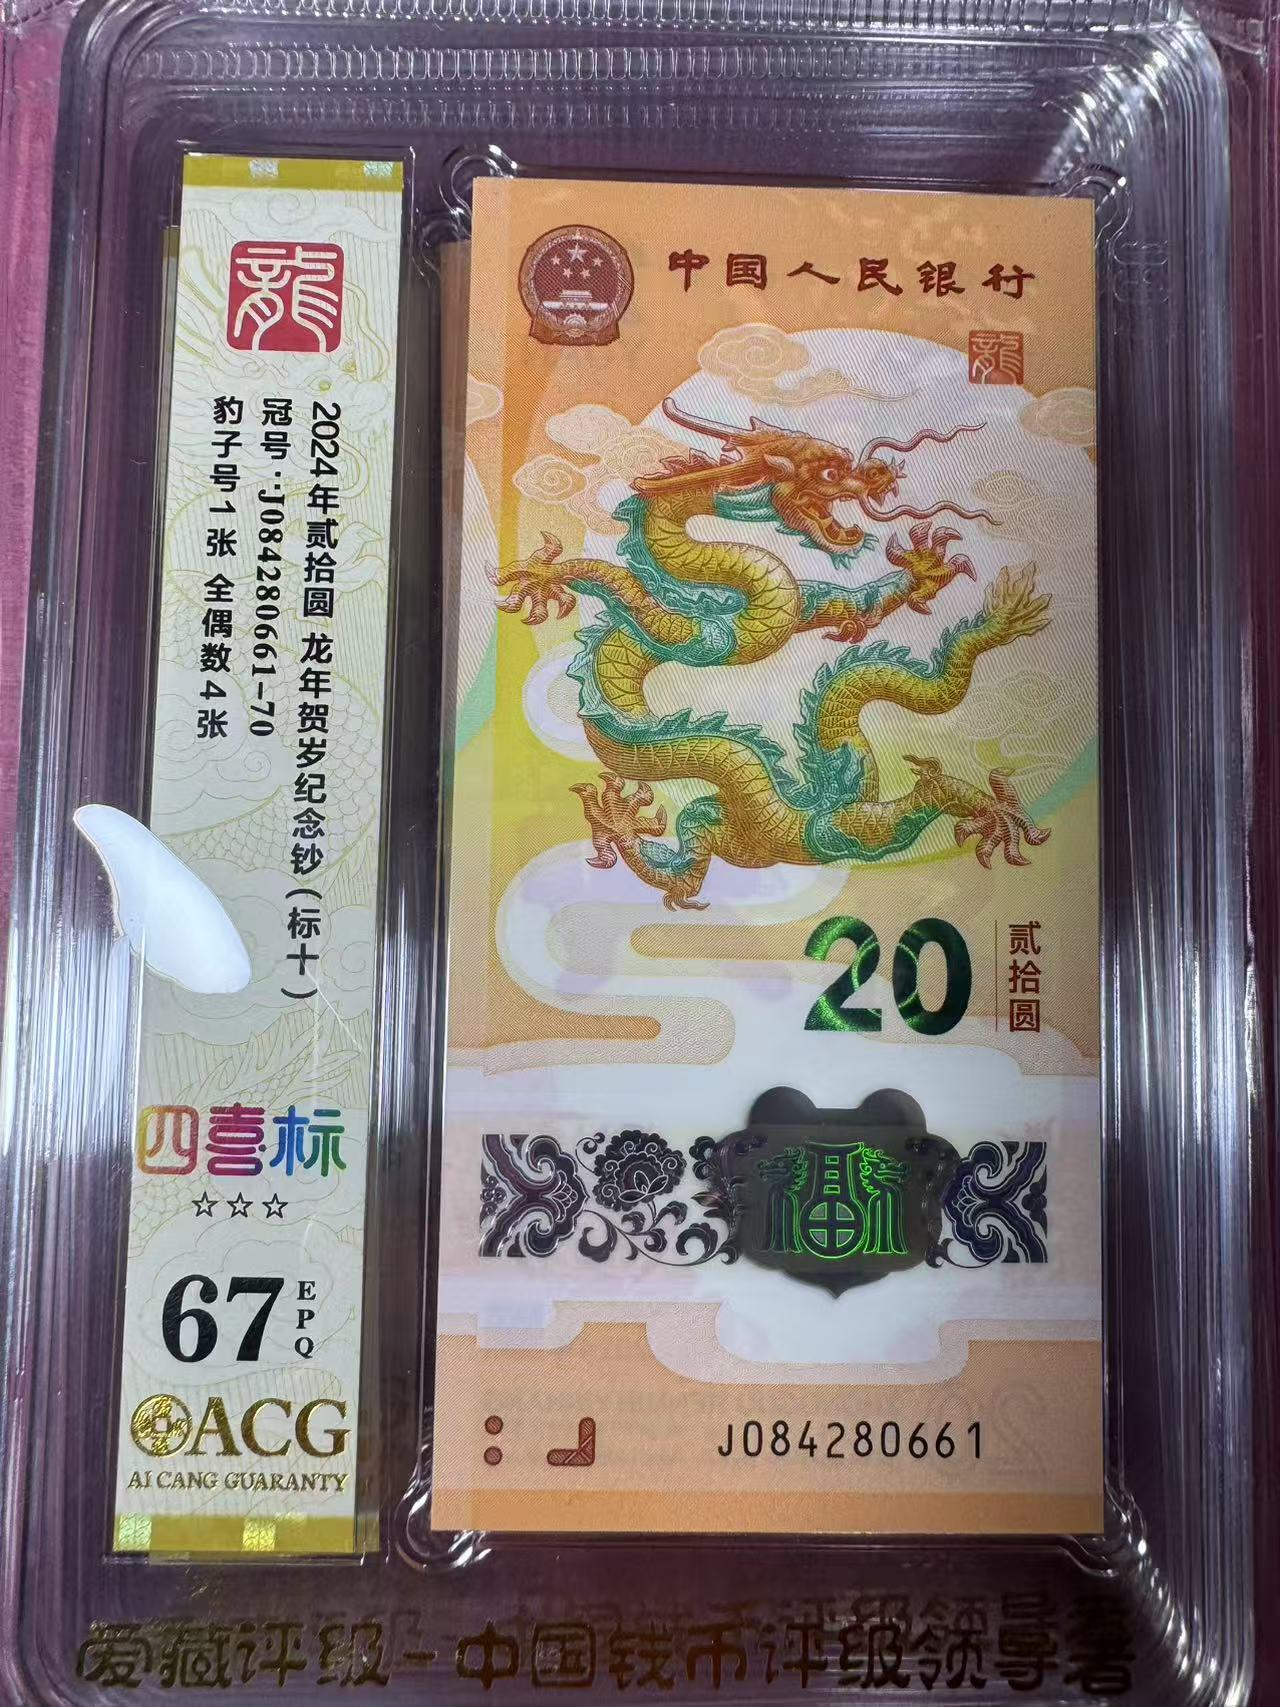 龍
2024年贰拾圆 龙年贺岁纪念钞(标十)
冠号:J084280661-70
豹子号1张 全偶数4张
四喜标
☆☆☆
67
EPQ
ACG
AI CANG GUARANTY
中国人民银行
龍
20
贰拾圆
福
J084280661
爱藏评级-中国钱币评级领导者